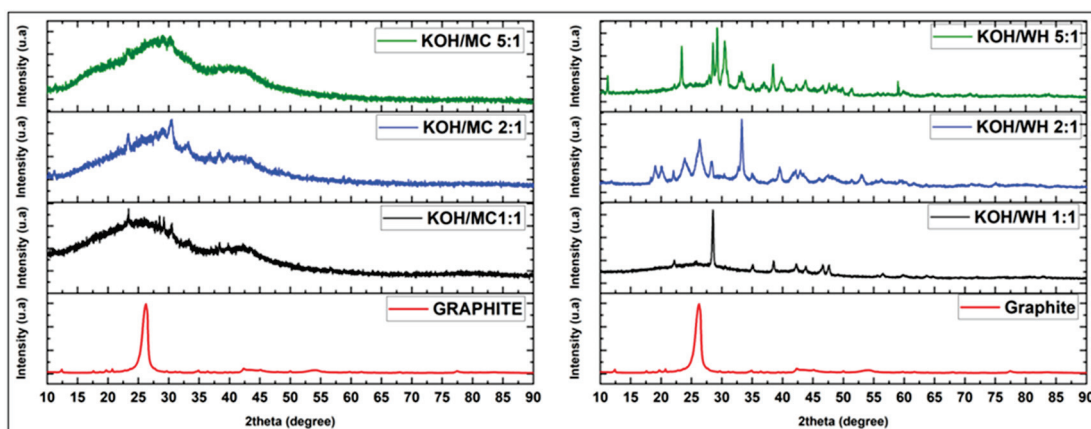 KOH/MC 5:1
Intensity (u.a)
KOH/MC 2:1
Intensity (u.a)
KOH/MC1:1
Intensity (u.a)
GRAPHITE
Intensity (u.a)
10 15 20 25 30 35 40 45 50 55 60 65 70 75 80 85 90
2theta (degree)
KOH/WH 5:1
Intensity (u.a)
KOH/WH 2:1
Intensity (u.a)
KOH/WH 1:1
Intensity (u.a)
Graphite
Intensity (u.a)
10 15 20 25 30 35 40 45 50 55 60 65 70 75 80 85 90
2theta (degree)